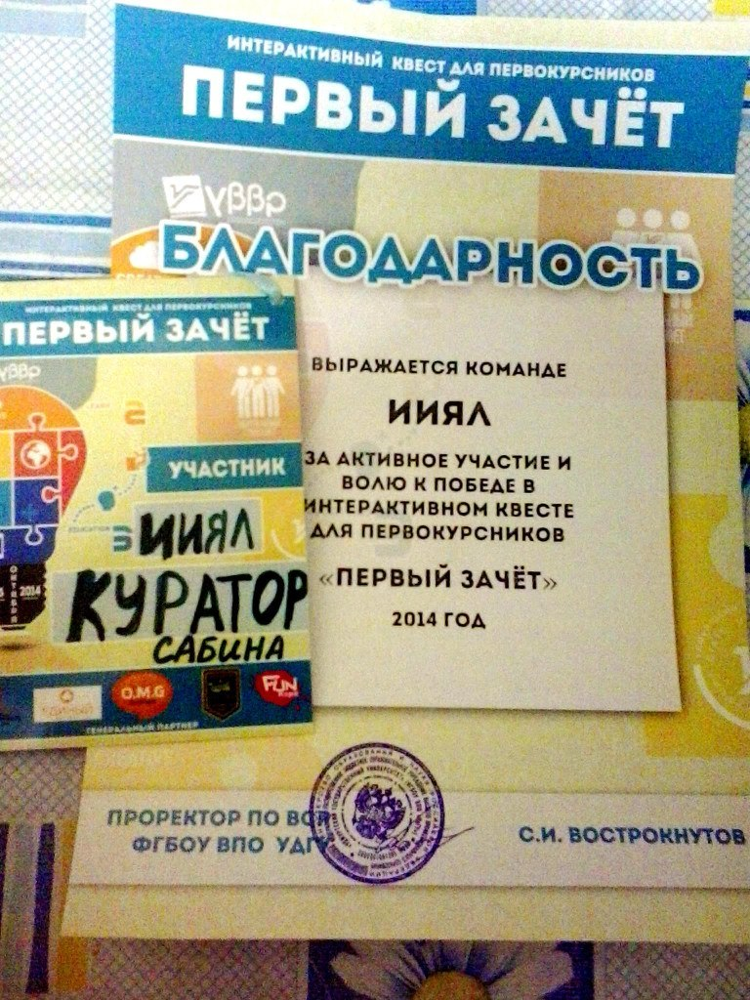 ИНТЕРАКТИВНЫЙ КВЕСТ ДЛЯ ПЕРВОКУРСНИКОВ
ПЕРВЫЙ ЗАЧЁТ
УВВР
БЛАГОДАРНОСТЬ
ВЫРАЖАЕТСЯ КОМАНДЕ
ИИЯЛ
ЗА АКТИВНОЕ УЧАСТИЕ И
ВОЛЮ К ПОБЕДЕ В
ИНТЕРАКТИВНОМ КВЕСТЕ
ДЛЯ ПЕРВОКУРСНИКОВ
«ПЕРВЫЙ ЗАЧЁТ»
2014 ГОД
ПРОРЕКТОР ПО
ФГБОУ ВПО
С.И. ВОСТРОКНУТОВ
ИНТЕРАКТИВНЫЙ КВЕСТ ДЛЯ ПЕРВОКУРСНИКОВ
ПЕРВЫЙ ЗАЧЁТ
УВВР
УЧАСТНИК
ИИЯЛ
КУРАТОР
САБИНА
ОКТЯБРЯ
2014
O.M.G
FUN
ГЕНЕРАЛЬНЫЙ ПАРТНЕР